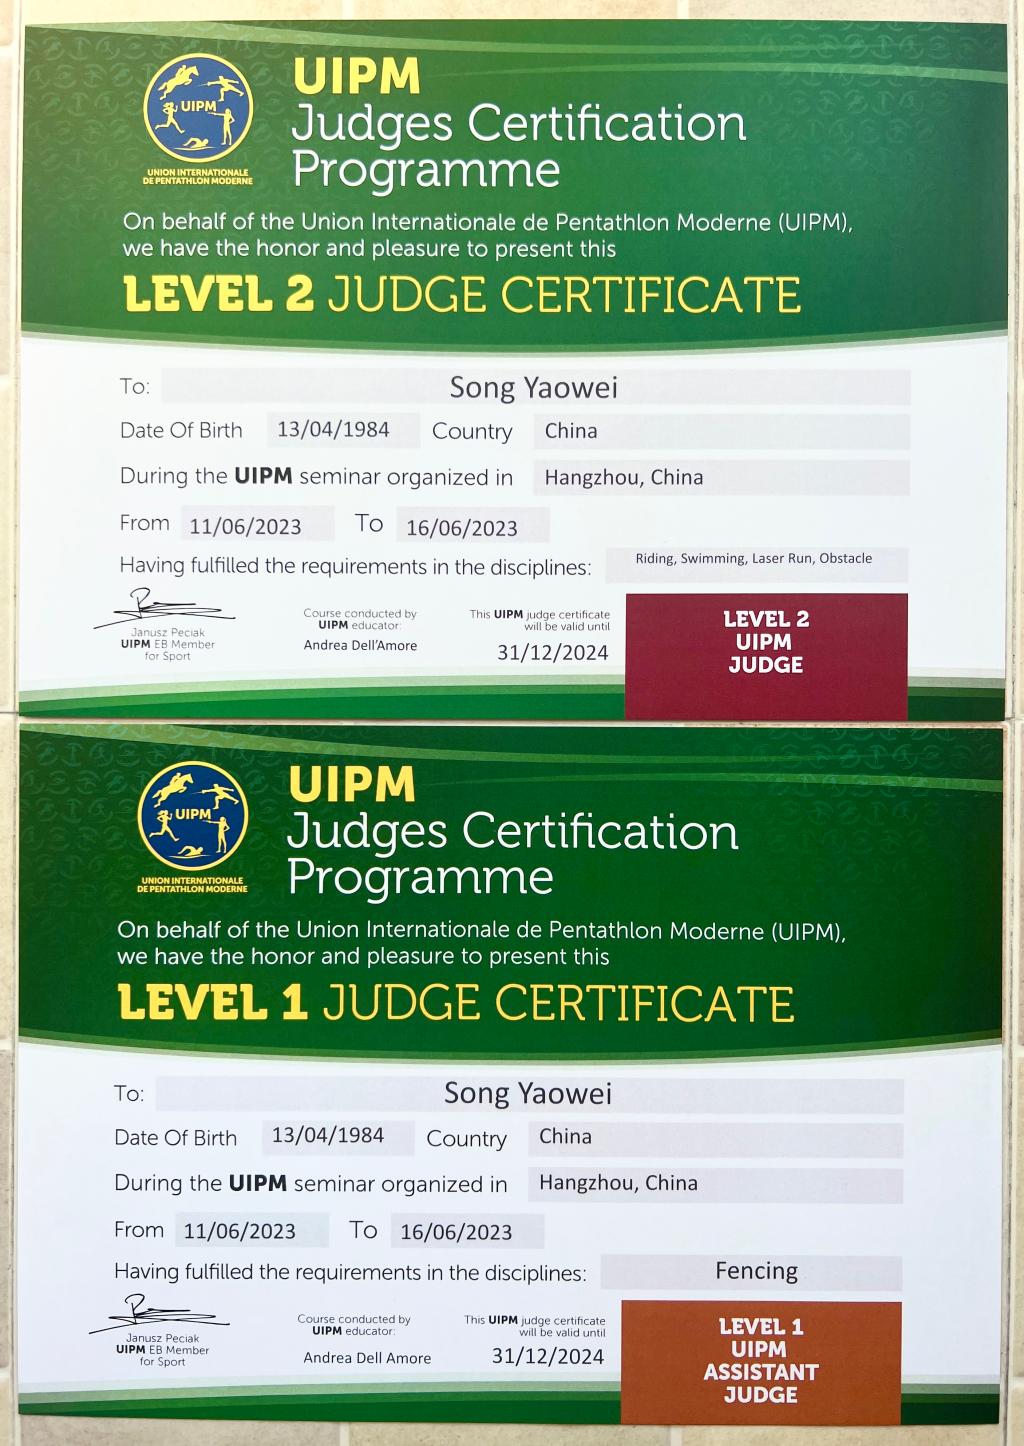 UIPM
UNION INTERNATIONALE
DE PENTATHLON MODERNE
UIPM
Judges Certification
Programme
On behalf of the Union Internationale de Pentathlon Moderne (UIPM),
we have the honor and pleasure to present this
LEVEL 2 JUDGE CERTIFICATE
To: Song Yaowei
Date Of Birth 13/04/1984 Country China
During the UIPM seminar organized in Hangzhou, China
From 11/06/2023 To 16/06/2023
Having fulfilled the requirements in the disciplines: Riding, Swimming, Laser Run, Obstacle
Janusz Peciak
UIPM EB Member
for Sport
Course conducted by
UIPM educator:
Andrea Dell'Amore
This UIPM judge certificate
will be valid until
31/12/2024
LEVEL 2
UIPM
JUDGE
UIPM
UNION INTERNATIONALE
DE PENTATHLON MODERNE
UIPM
Judges Certification
Programme
On behalf of the Union Internationale de Pentathlon Moderne (UIPM),
we have the honor and pleasure to present this
LEVEL 1 JUDGE CERTIFICATE
To: Song Yaowei
Date Of Birth 13/04/1984 Country China
During the UIPM seminar organized in Hangzhou, China
From 11/06/2023 To 16/06/2023
Having fulfilled the requirements in the disciplines: Fencing
Janusz Peciak
UIPM EB Member
for Sport
Course conducted by
UIPM educator:
Andrea Dell Amore
This UIPM judge certificate
will be valid until
31/12/2024
LEVEL 1
UIPM
ASSISTANT
JUDGE